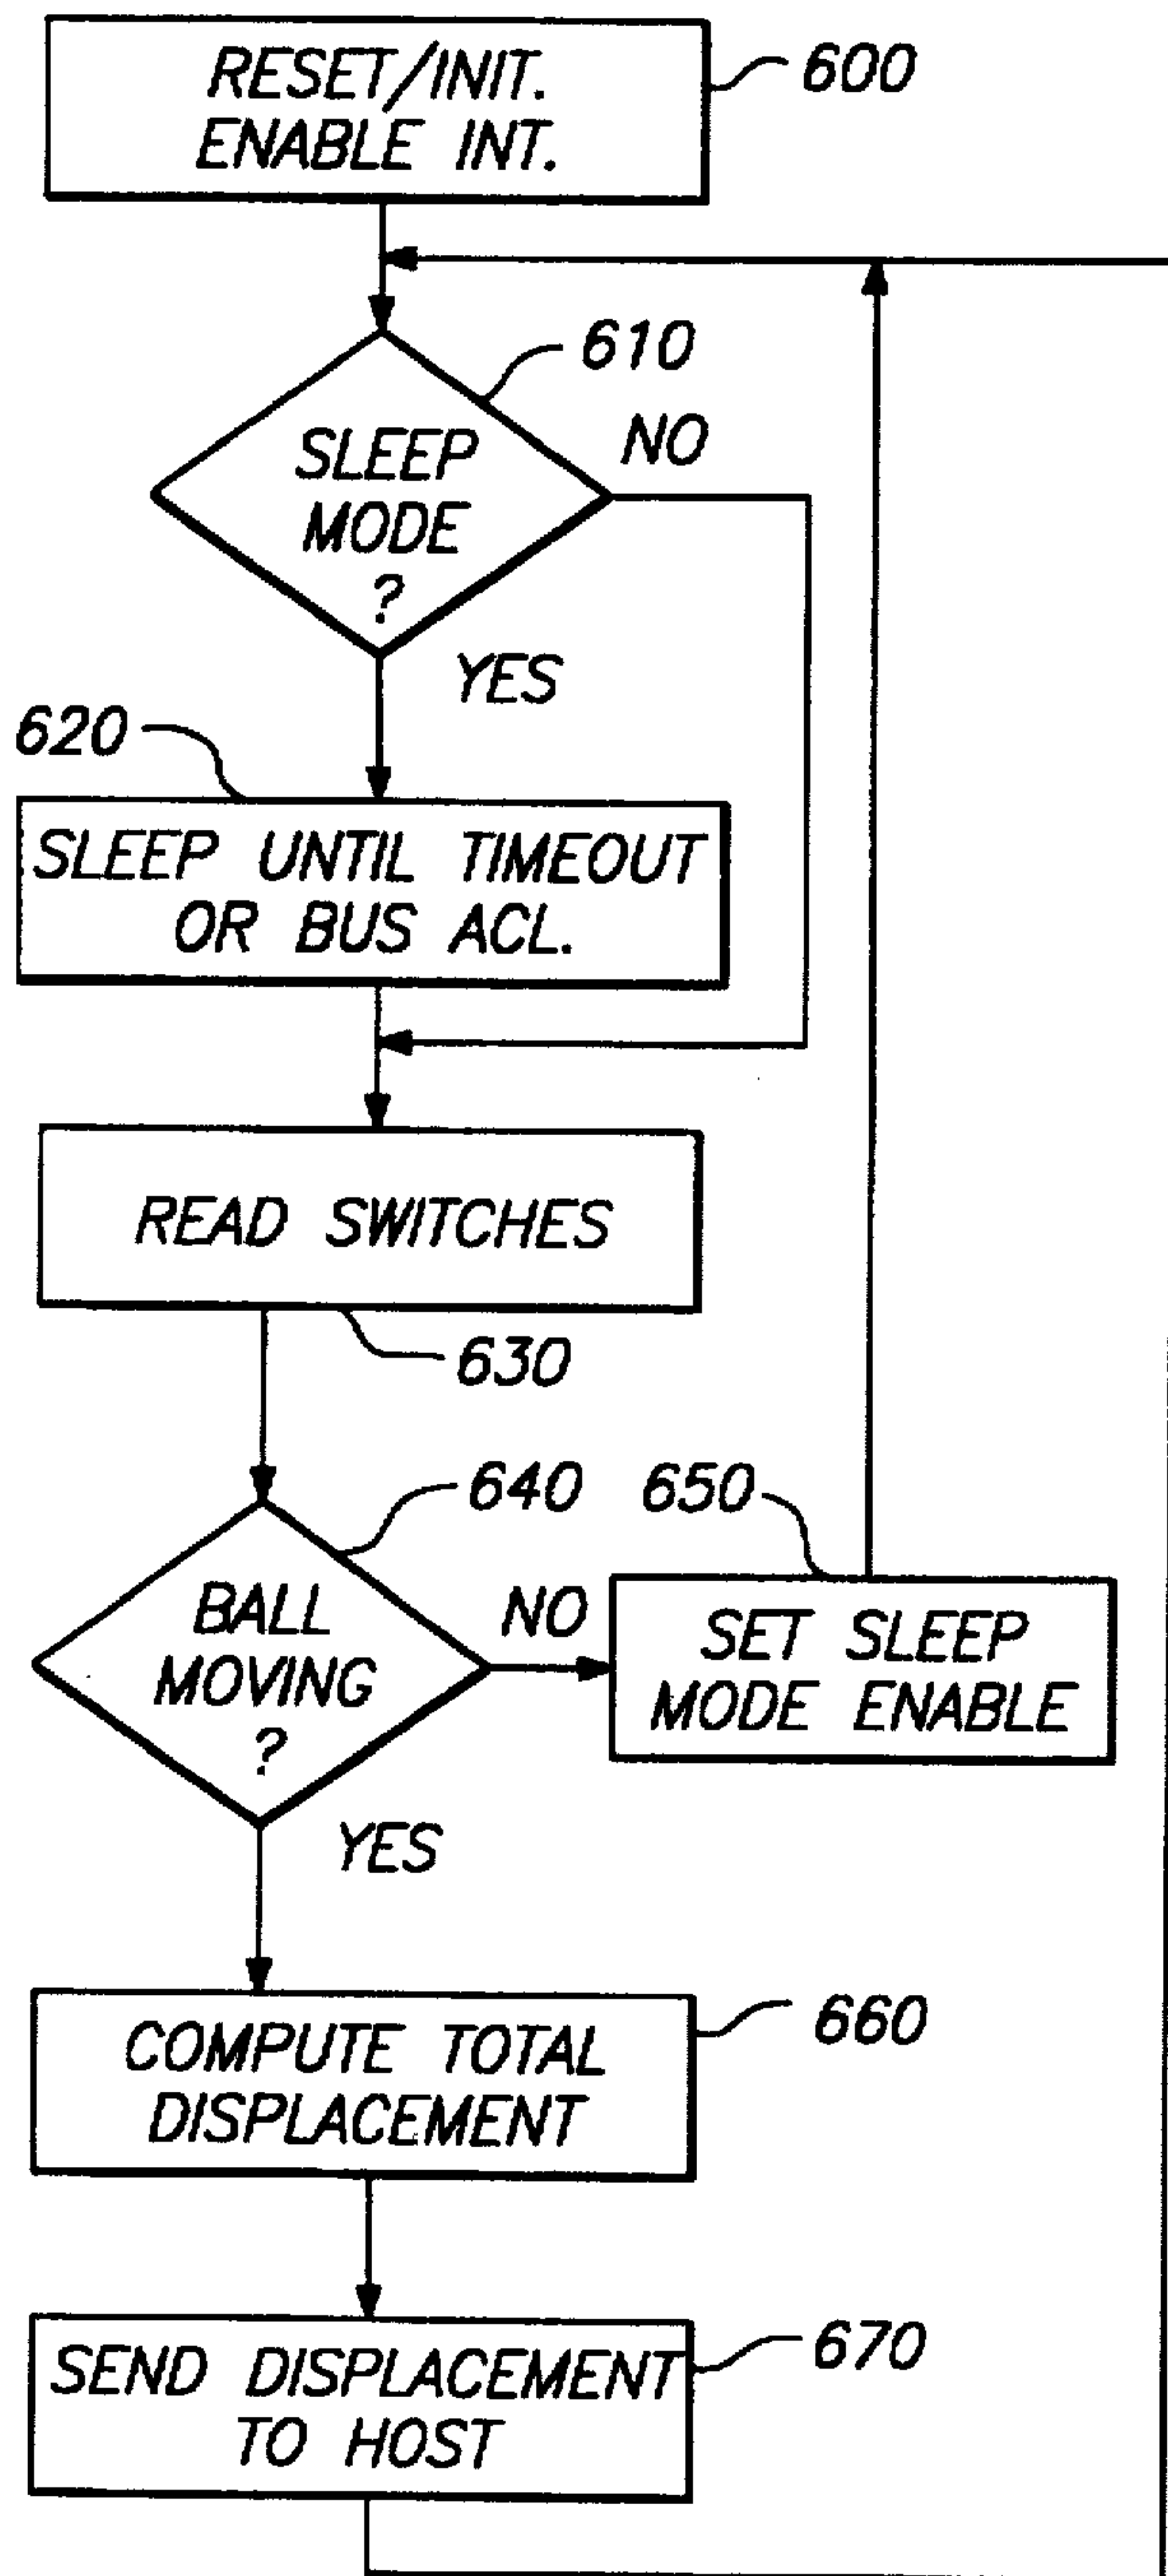 RESET/INIT.
ENABLE INT.
600
610
SLEEP
MODE
?
NO
YES
620
SLEEP UNTIL TIMEOUT
OR BUS ACL.
READ SWITCHES
630
640
BALL
MOVING
?
NO
YES
650
SET SLEEP
MODE ENABLE
COMPUTE TOTAL
DISPLACEMENT
660
SEND DISPLACEMENT
TO HOST
670